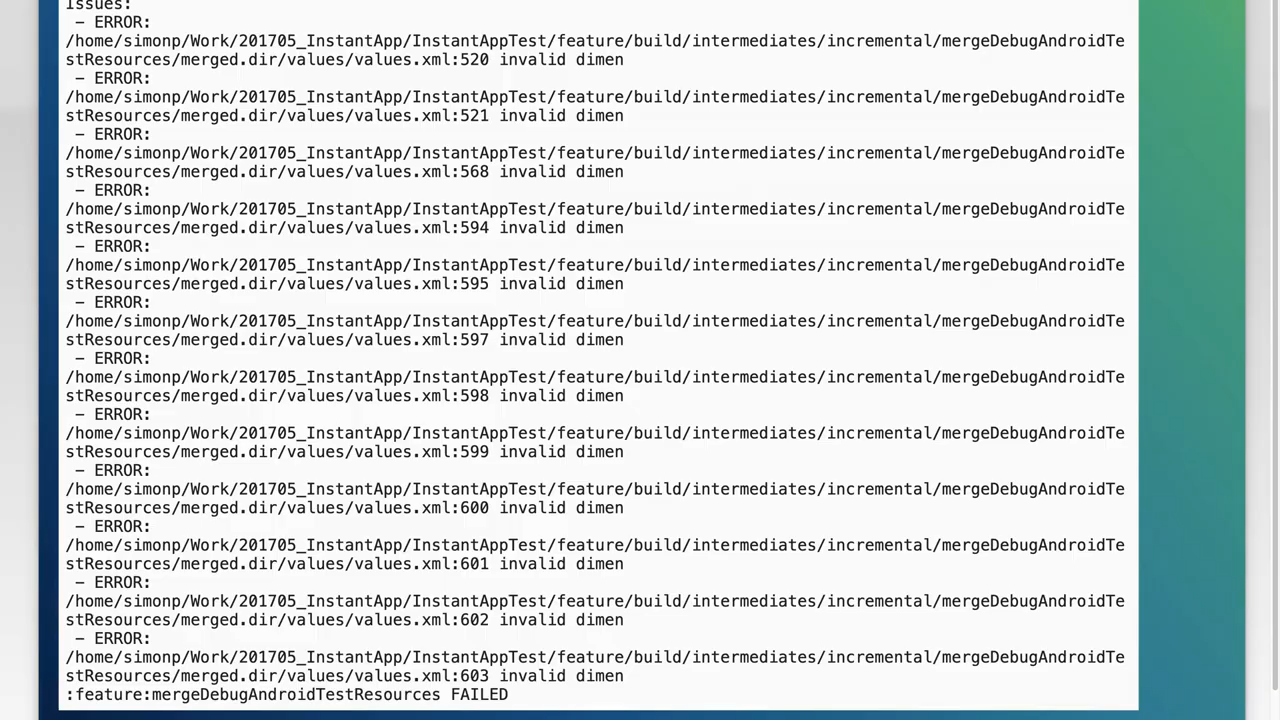 Issues:
– ERROR:
/home/simonp/Work/201705_InstantApp/InstantAppTest/feature/build/intermediates/incremental/mergeDebugAndroidTe
stResources/merged.dir/values/values.xml:520 invalid dimen
– ERROR:
/home/simonp/Work/201705_InstantApp/InstantAppTest/feature/build/intermediates/incremental/mergeDebugAndroidTe
stResources/merged.dir/values/values.xml:521 invalid dimen
– ERROR:
/home/simonp/Work/201705_InstantApp/InstantAppTest/feature/build/intermediates/incremental/mergeDebugAndroidTe
stResources/merged.dir/values/values.xml:568 invalid dimen
– ERROR:
/home/simonp/Work/201705_InstantApp/InstantAppTest/feature/build/intermediates/incremental/mergeDebugAndroidTe
stResources/merged.dir/values/values.xml:594 invalid dimen
– ERROR:
/home/simonp/Work/201705_InstantApp/InstantAppTest/feature/build/intermediates/incremental/mergeDebugAndroidTe
stResources/merged.dir/values/values.xml:595 invalid dimen
– ERROR:
/home/simonp/Work/201705_InstantApp/InstantAppTest/feature/build/intermediates/incremental/mergeDebugAndroidTe
stResources/merged.dir/values/values.xml:597 invalid dimen
– ERROR:
/home/simonp/Work/201705_InstantApp/InstantAppTest/feature/build/intermediates/incremental/mergeDebugAndroidTe
stResources/merged.dir/values/values.xml:598 invalid dimen
– ERROR:
/home/simonp/Work/201705_InstantApp/InstantAppTest/feature/build/intermediates/incremental/mergeDebugAndroidTe
stResources/merged.dir/values/values.xml:599 invalid dimen
– ERROR:
/home/simonp/Work/201705_InstantApp/InstantAppTest/feature/build/intermediates/incremental/mergeDebugAndroidTe
stResources/merged.dir/values/values.xml:600 invalid dimen
– ERROR:
/home/simonp/Work/201705_InstantApp/InstantAppTest/feature/build/intermediates/incremental/mergeDebugAndroidTe
stResources/merged.dir/values/values.xml:601 invalid dimen
– ERROR:
/home/simonp/Work/201705_InstantApp/InstantAppTest/feature/build/intermediates/incremental/mergeDebugAndroidTe
stResources/merged.dir/values/values.xml:602 invalid dimen
– ERROR:
/home/simonp/Work/201705_InstantApp/InstantAppTest/feature/build/intermediates/incremental/mergeDebugAndroidTe
stResources/merged.dir/values/values.xml:603 invalid dimen
:feature:mergeDebugAndroidTestResources FAILED